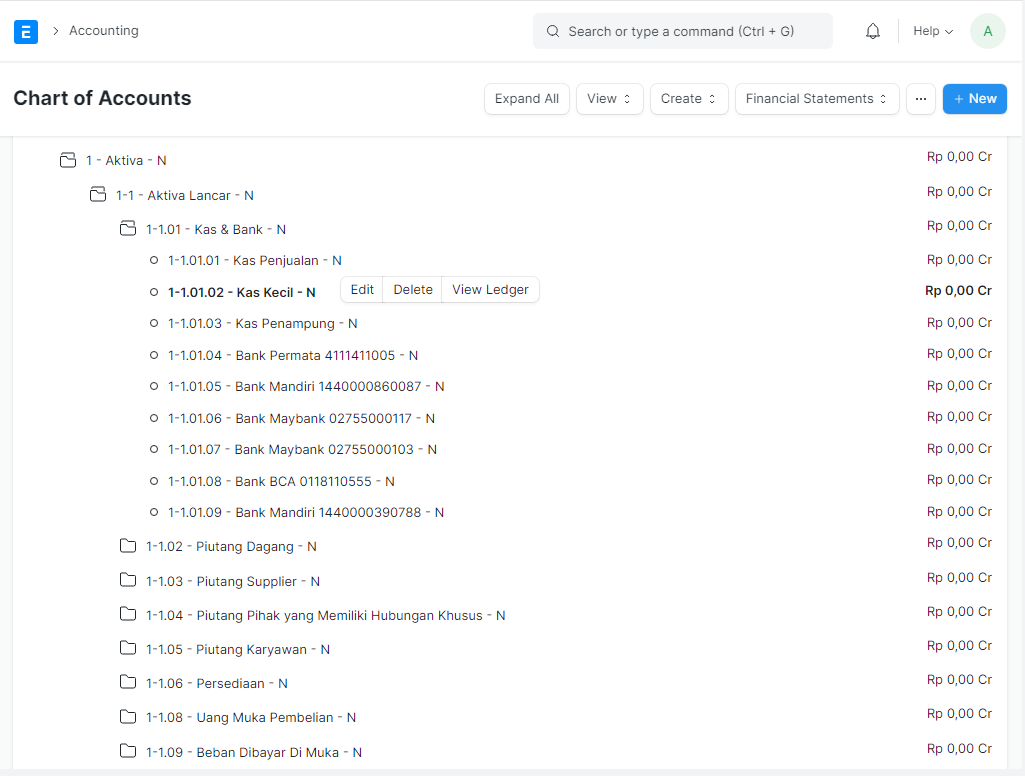 E > Accounting Search or type a command (Ctrl + G) Help A
Chart of Accounts Expand All View Create Financial Statements ... + New
1 - Aktiva - N Rp 0,00 Cr
1-1 - Aktiva Lancar - N Rp 0,00 Cr
1-1.01 - Kas & Bank - N Rp 0,00 Cr
1-1.01.01 - Kas Penjualan - N Rp 0,00 Cr
1-1.01.02 - Kas Kecil - N Edit Delete View Ledger Rp 0,00 Cr
1-1.01.03 - Kas Penampung - N Rp 0,00 Cr
1-1.01.04 - Bank Permata 4111411005 - N Rp 0,00 Cr
1-1.01.05 - Bank Mandiri 1440000860087 - N Rp 0,00 Cr
1-1.01.06 - Bank Maybank 02755000117 - N Rp 0,00 Cr
1-1.01.07 - Bank Maybank 02755000103 - N Rp 0,00 Cr
1-1.01.08 - Bank BCA 0118110555 - N Rp 0,00 Cr
1-1.01.09 - Bank Mandiri 1440000390788 - N Rp 0,00 Cr
1-1.02 - Piutang Dagang - N Rp 0,00 Cr
1-1.03 - Piutang Supplier - N Rp 0,00 Cr
1-1.04 - Piutang Pihak yang Memiliki Hubungan Khusus - N Rp 0,00 Cr
1-1.05 - Piutang Karyawan - N Rp 0,00 Cr
1-1.06 - Persediaan - N Rp 0,00 Cr
1-1.08 - Uang Muka Pembelian - N Rp 0,00 Cr
1-1.09 - Beban Dibayar Di Muka - N Rp 0,00 Cr